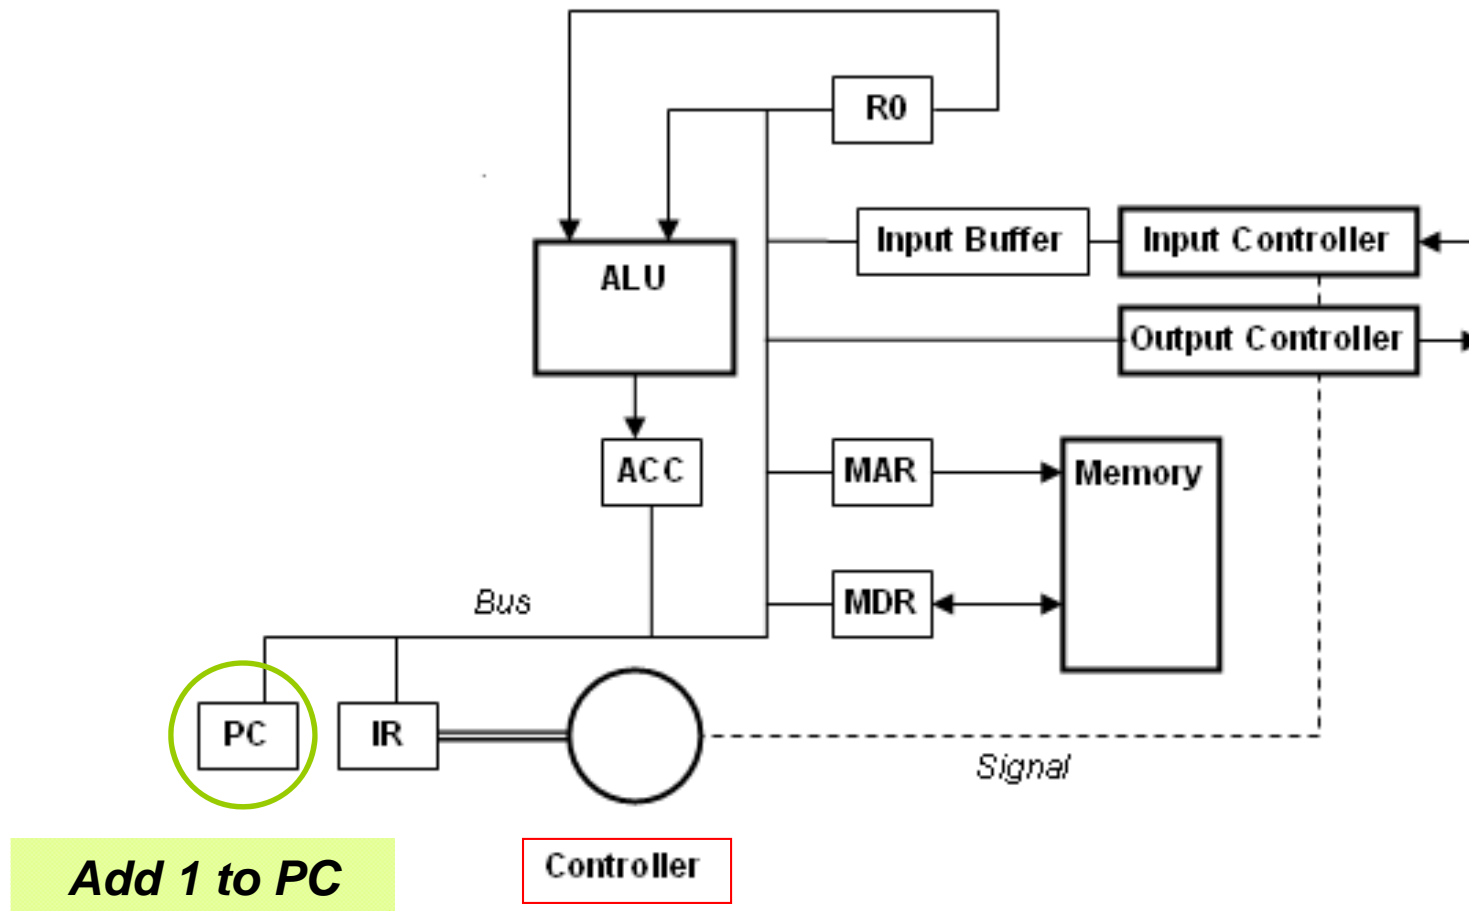 R0
Input Buffer
Input Controller
ALU
Output Controller
ACC
MAR
Memory
MDR
Bus
PC
IR
Signal
Add 1 to PC
Controller